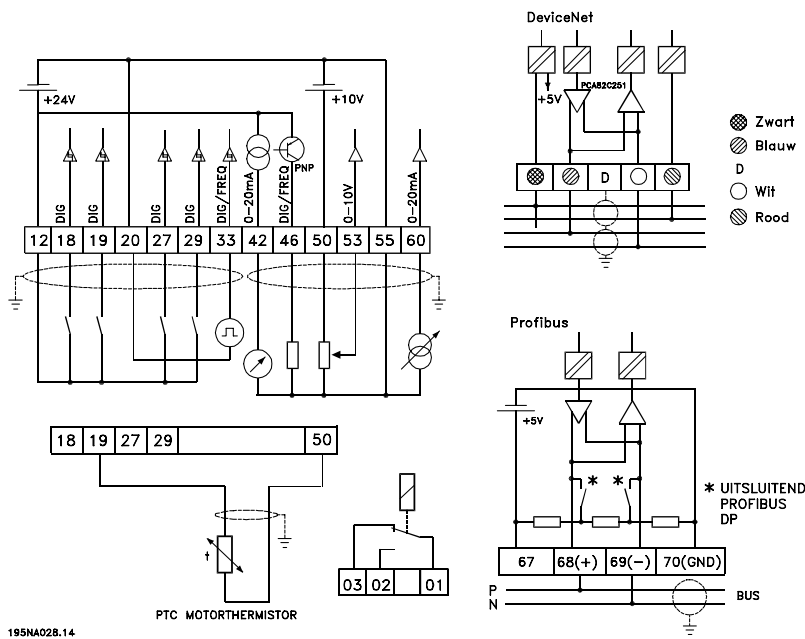 DeviceNet
+24V
+10V
PCA82C251
+5V
Zwart
Blauw
D
Wit
Rood
D
DIG
DIG
DIG
DIG
DIG/FREQ
0-20mA
DIG/FREQ
PNP
0-10V
0-20mA
12 18 19 20 27 29 33 42 46 50 53 55 60
Profibus
+5V
* *
* UITSLUITEND
PROFIBUS
DP
18 19 27 29 50
t
67 68(+) 69(-) 70(GND)
03 02 01
P
N
BUS
PTC MOTORTHERMISTOR
195NA028.14